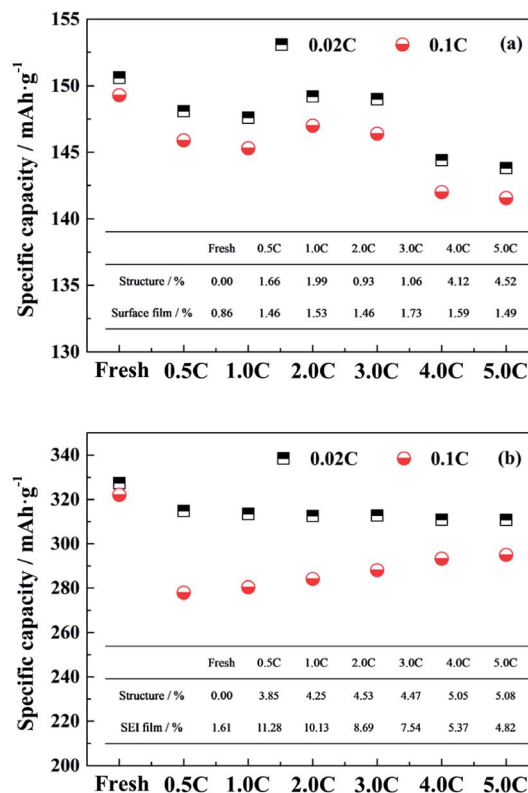 155
0.02C 0.1C (a)
150
145
140
Fresh 0.5C 1.0C 2.0C 3.0C 4.0C 5.0C
135
Structure / % 0.00 1.66 1.99 0.93 1.06 4.12 4.52
Surface film / % 0.86 1.46 1.53 1.46 1.73 1.59 1.49
130
Fresh 0.5C 1.0C 2.0C 3.0C 4.0C 5.0C
Specific capacity / mAh·g⁻¹
340
0.02C 0.1C (b)
320
300
280
260
240
Fresh 0.5C 1.0C 2.0C 3.0C 4.0C 5.0C
Structure / % 0.00 3.85 4.25 4.53 4.47 5.05 5.08
220
SEI film / % 1.61 11.28 10.13 8.69 7.54 5.37 4.82
200
Fresh 0.5C 1.0C 2.0C 3.0C 4.0C 5.0C
Specific capacity / mAh·g⁻¹